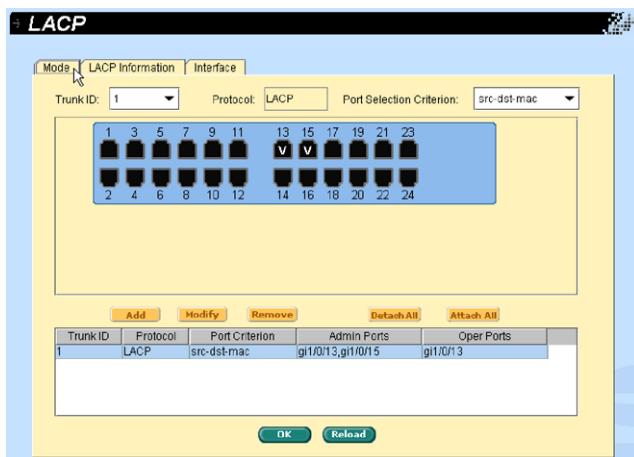 LACP
Mode LACP Information Interface
Trunk ID: 1 Protocol: LACP Port Selection Criterion: src-dst-mac
1 3 5 7 9 11 13 15 17 19 21 23
V V
2 4 6 8 10 12 14 16 18 20 22 24
Add Modify Remove Detach All Attach All
Trunk ID Protocol Port Criterion Admin Ports Oper Ports
1 LACP src-dst-mac gi1/0/13,gi1/0/15 gi1/0/13
OK Reload